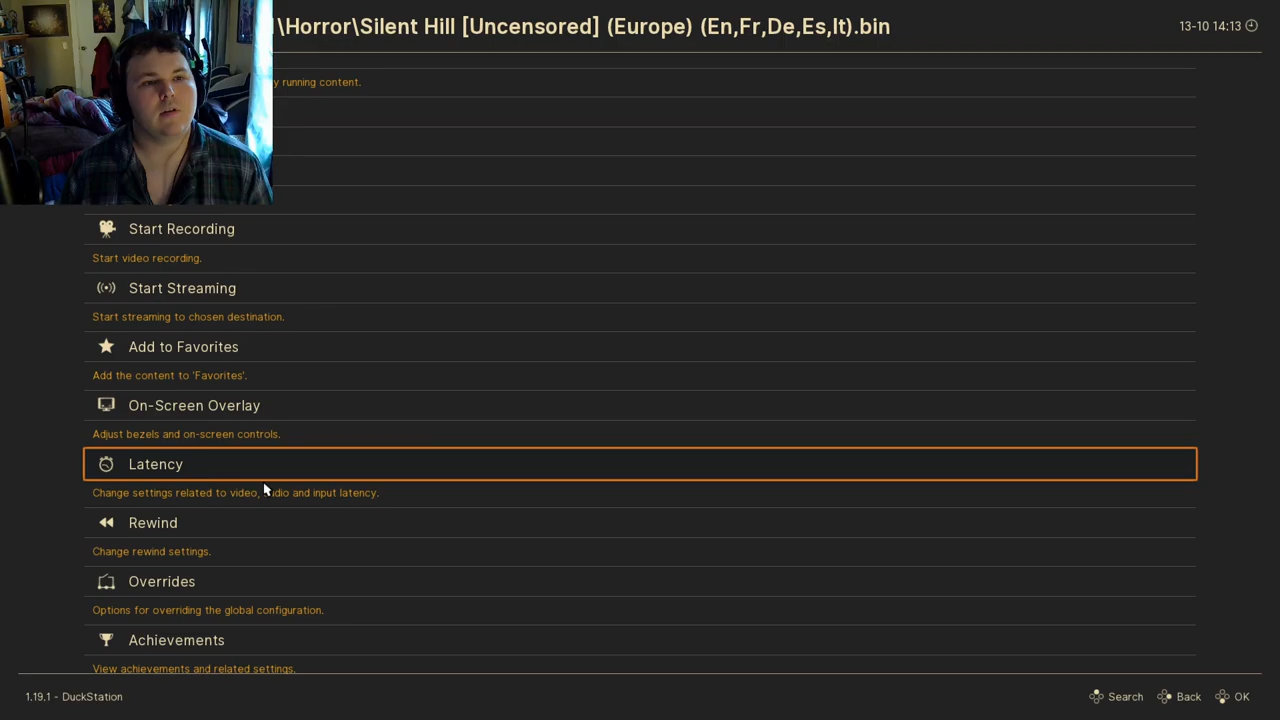 \Horror\Silent Hill [Uncensored] (Europe) (En,Fr,De,Es,It).bin
13-10 14:13
y running content.
Start Recording
Start video recording.
Start Streaming
Start streaming to chosen destination.
Add to Favorites
Add the content to 'Favorites'.
On-Screen Overlay
Adjust bezels and on-screen controls.
Latency
Change settings related to video, audio and input latency.
Rewind
Change rewind settings.
Overrides
Options for overriding the global configuration.
Achievements
View achievements and related settings.
1.19.1 - DuckStation
Search
Back
OK